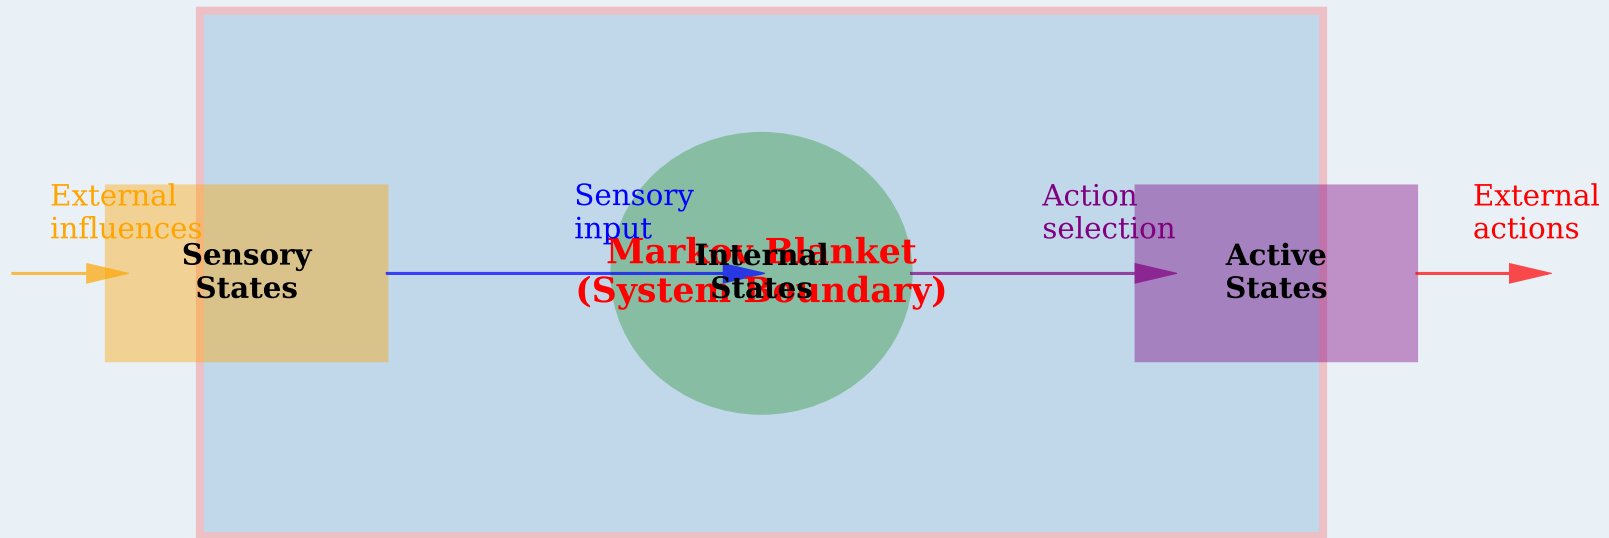 External
influences
Sensory
States
Sensory
input
Markov Blanket
(System Boundary)
Internal
States
Action
selection
Active
States
External
actions